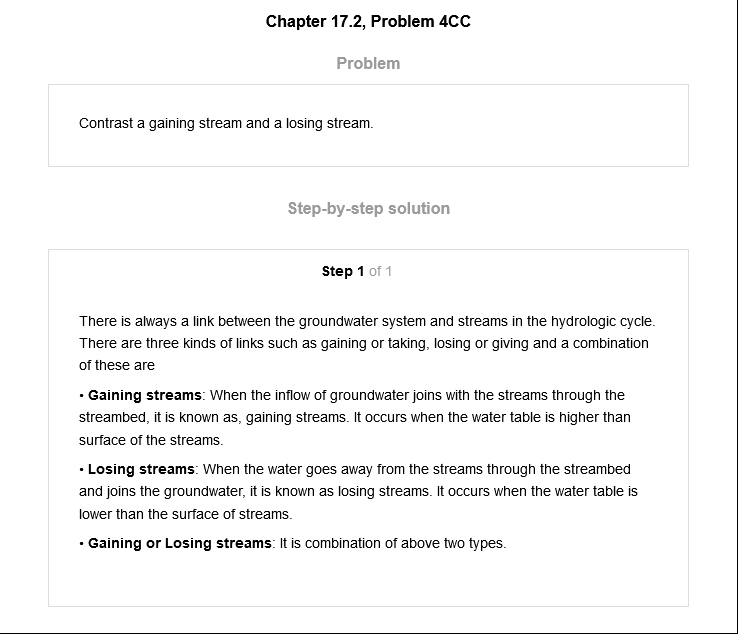 Chapter 17.2, Problem 4CC
Problem
Contrast a gaining stream and a losing stream.
Step-by-step solution
Step 1 of 1
There is always a link between the groundwater system and streams in the hydrologic cycle.
There are three kinds of links such as gaining or taking, losing or giving and a combination
of these are
• Gaining streams: When the inflow of groundwater joins with the streams through the
streambed, it is known as, gaining streams. It occurs when the water table is higher than
surface of the streams.
• Losing streams: When the water goes away from the streams through the streambed
and joins the groundwater, it is known as losing streams. It occurs when the water table is
lower than the surface of streams.
• Gaining or Losing streams: It is combination of above two types.